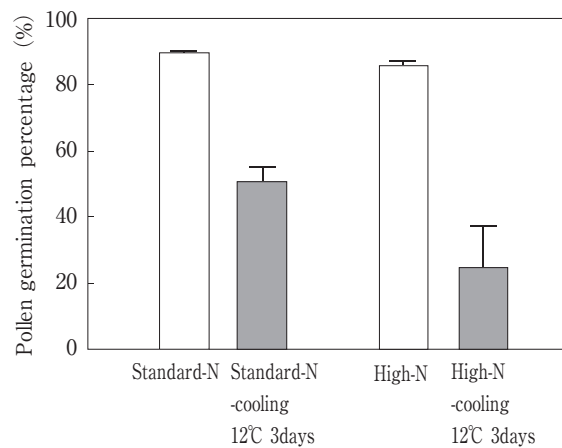 Pollen germination percentage (%)
100
80
60
40
20
0
Standard-N
Standard-N
-cooling
12℃ 3days
High-N
High-N
-cooling
12℃ 3days